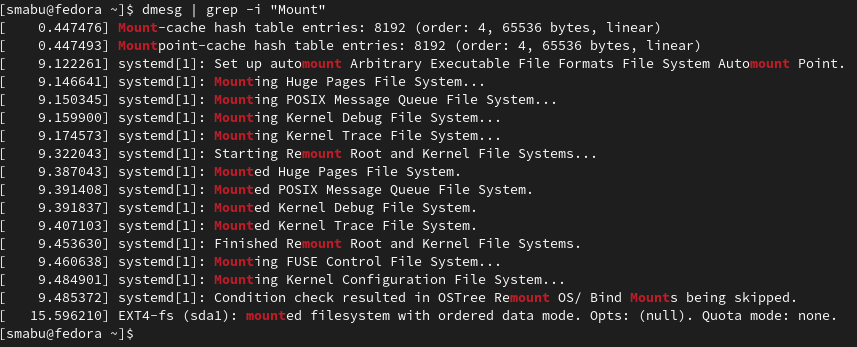 [smabu@fedora ~]$ dmesg | grep -i "Mount"
[    0.447476] Mount-cache hash table entries: 8192 (order: 4, 65536 bytes, linear)
[    0.447493] Mountpoint-cache hash table entries: 8192 (order: 4, 65536 bytes, linear)
[    9.122261] systemd[1]: Set up automount Arbitrary Executable File Formats File System Automount Point.
[    9.146641] systemd[1]: Mounting Huge Pages File System...
[    9.150345] systemd[1]: Mounting POSIX Message Queue File System...
[    9.159900] systemd[1]: Mounting Kernel Debug File System...
[    9.174573] systemd[1]: Mounting Kernel Trace File System...
[    9.322043] systemd[1]: Starting Remount Root and Kernel File Systems...
[    9.387043] systemd[1]: Mounted Huge Pages File System.
[    9.391408] systemd[1]: Mounted POSIX Message Queue File System.
[    9.391837] systemd[1]: Mounted Kernel Debug File System.
[    9.407103] systemd[1]: Mounted Kernel Trace File System.
[    9.453630] systemd[1]: Finished Remount Root and Kernel File Systems.
[    9.460638] systemd[1]: Mounting FUSE Control File System...
[    9.484901] systemd[1]: Mounting Kernel Configuration File System...
[    9.485372] systemd[1]: Condition check resulted in OSTree Remount OS/ Bind Mounts being skipped.
[   15.596210] EXT4-fs (sda1): mounted filesystem with ordered data mode. Opts: (null). Quota mode: none.
[smabu@fedora ~]$